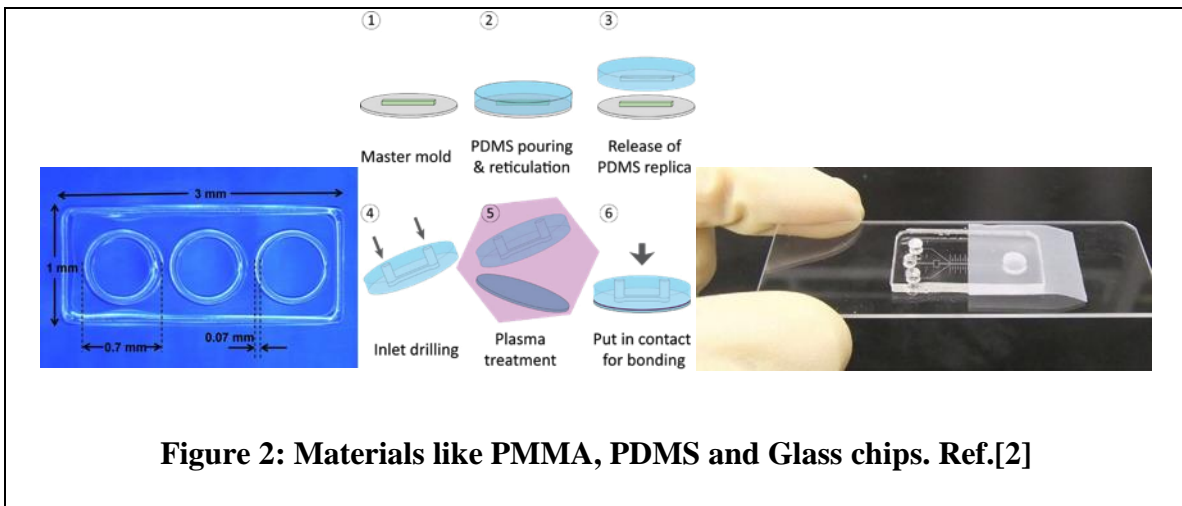 ①
②
③
Master mold
PDMS pouring
& reticulation
Release of
PDMS replica
3 mm
1 mm
0.07 mm
0.7 mm
④
⑤
⑥
Inlet drilling
Plasma
treatment
Put in contact
for bonding
Figure 2: Materials like PMMA, PDMS and Glass chips. Ref.[2]